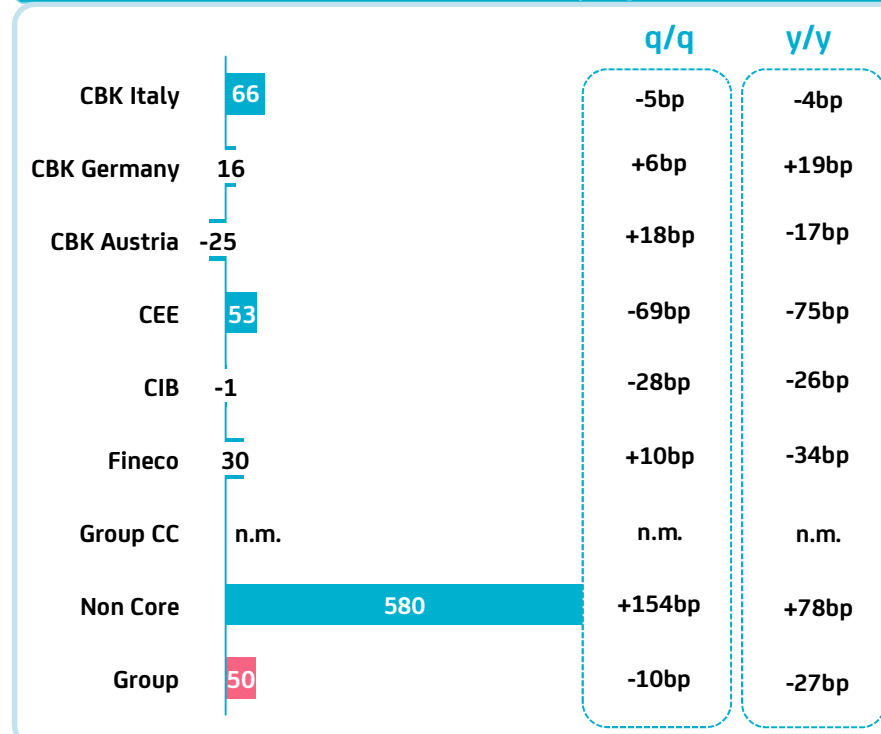 q/q y/y
CBK Italy 66 -5bp -4bp
CBK Germany 16 +6bp +19bp
CBK Austria -25 +18bp -17bp
CEE 53 -69bp -75bp
CIB -1 -28bp -26bp
Fineco 30 +10bp -34bp
Group CC n.m. n.m. n.m.
Non Core 580 +154bp +78bp
Group 50 -10bp -27bp